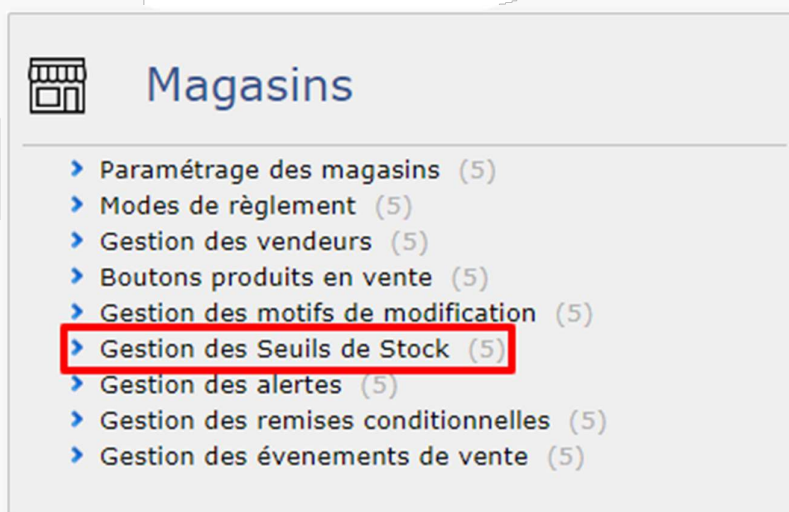 Magasins
Paramétrage des magasins (5)
Modes de règlement (5)
Gestion des vendeurs (5)
Boutons produits en vente (5)
Gestion des motifs de modification (5)
Gestion des Seuils de Stock (5)
Gestion des alertes (5)
Gestion des remises conditionnelles (5)
Gestion des évenements de vente (5)